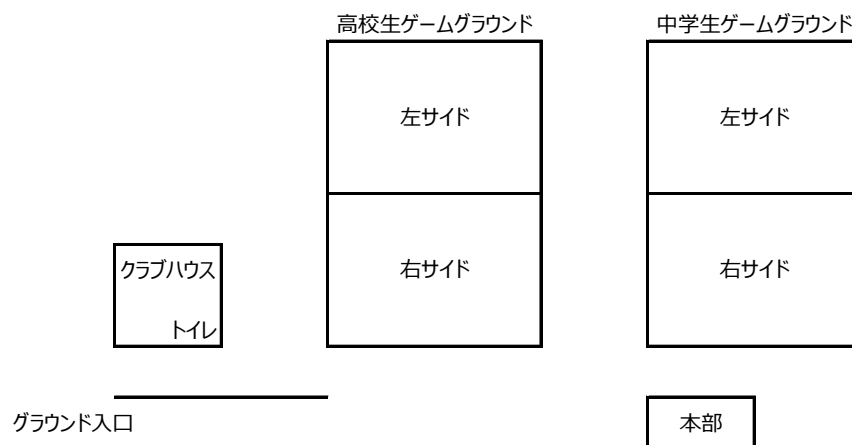 高校生ゲームグラウンド
中学生ゲームグラウンド
左サイド
左サイド
クラブハウス
右サイド
右サイド
トイレ
グラウンド入口
本部